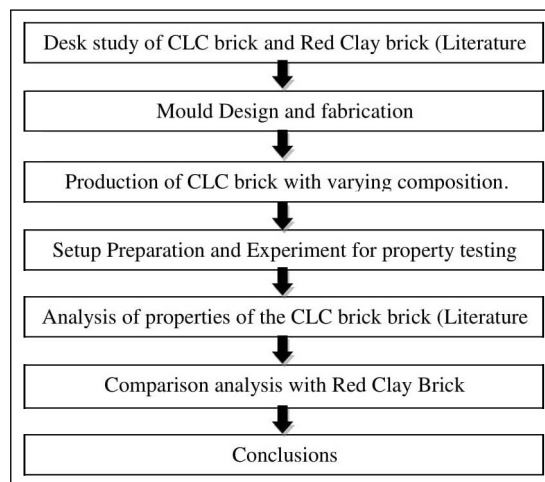 Desk study of CLC brick and Red Clay brick (Literature
Mould Design and fabrication
Production of CLC brick with varying composition.
Setup Preparation and Experiment for property testing
Analysis of properties of the CLC brick brick (Literature
Comparison analysis with Red Clay Brick
Conclusions